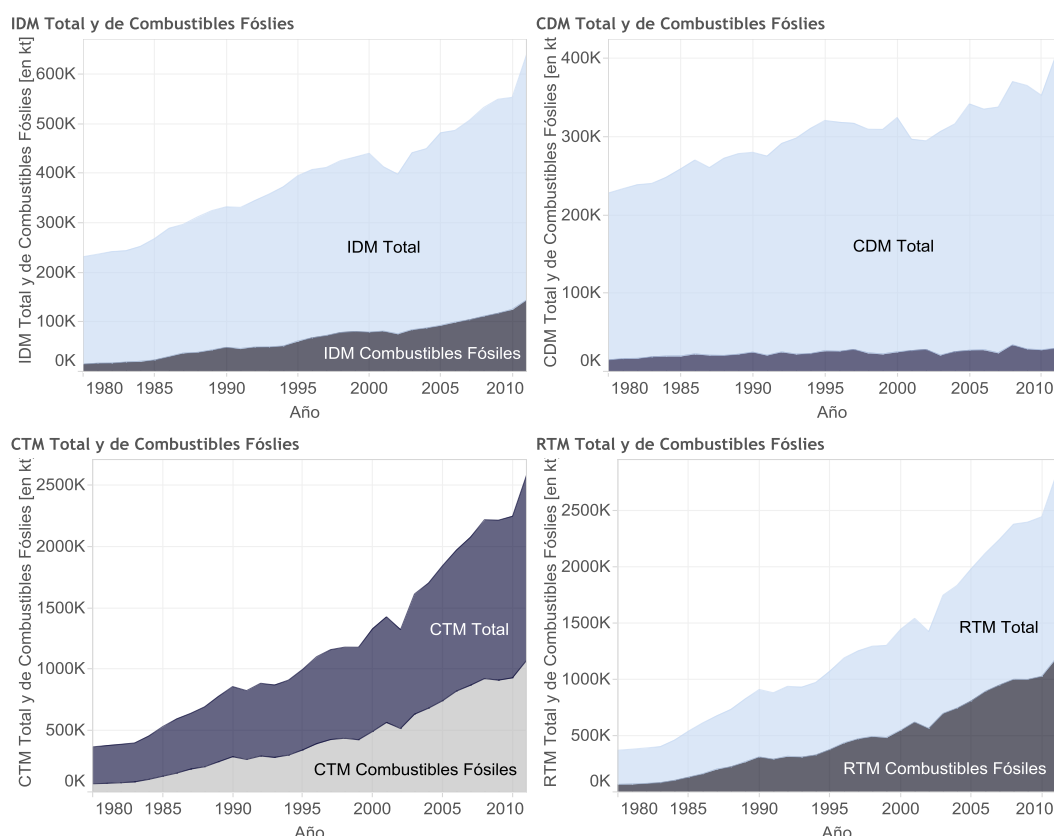 IDM Total y de Combustibles Fóslies
IDM Total y de Combustibles Fóslies [en kt]
600K
500K
400K
300K
200K
100K
0K
IDM Total
IDM Combustibles Fósiles
1980 1985 1990 1995 2000 2005 2010
Año
CDM Total y de Combustibles Fóslies
CDM Total y de Combustibles Fóslies [en kt
400K
300K
200K
100K
0K
CDM Total
1980 1985 1990 1995 2000 2005 2010
Año
CTM Total y de Combustibles Fóslies
CTM Total y de Combustibles Fóslies [en kt
2500K
2000K
1500K
1000K
500K
0K
CTM Total
CTM Combustibles Fósiles
1980 1985 1990 1995 2000 2005 2010
Año
RTM Total y de Combustibles Fóslies
RTM Total y de Combustibles Fóslies [en kt
2500K
2000K
1500K
1000K
500K
0K
RTM Total
RTM Combustibles Fósiles
1980 1985 1990 1995 2000 2005 2010
Año